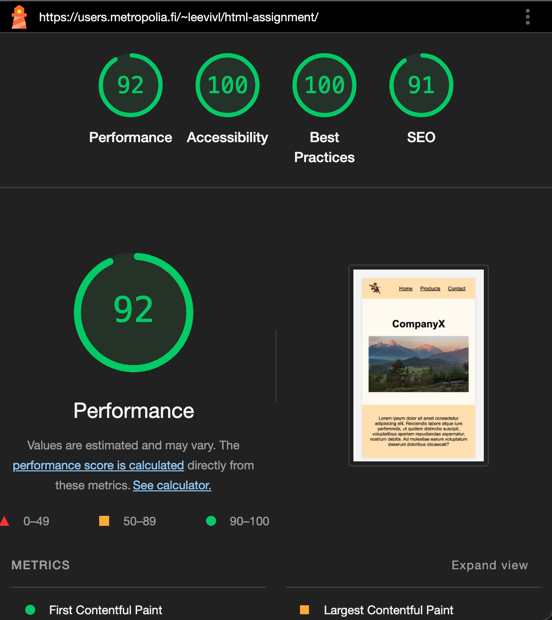 https://users.metropolia.fi/~leevivl/html-assignment/
92
100
100
91
Performance
Accessibility
Best
Practices
SEO
92
Performance
Values are estimated and may vary. The
performance score is calculated directly from
these metrics. See calculator.
0–49
50–89
90–100
Home
Products
Contact
CompanyX
Lorem ipsum dolor sit amet consectetur
adipisicing elit. Reiciendis labore atque iure
perferendis, ut quidem distinctio suscipit,
voluptatibus aperiam repudiandae aspernatur,
nostrum debitis. Ad molestiae earum voluptatum
deserunt doloribus obcaecati?
METRICS
Expand view
First Contentful Paint
Largest Contentful Paint